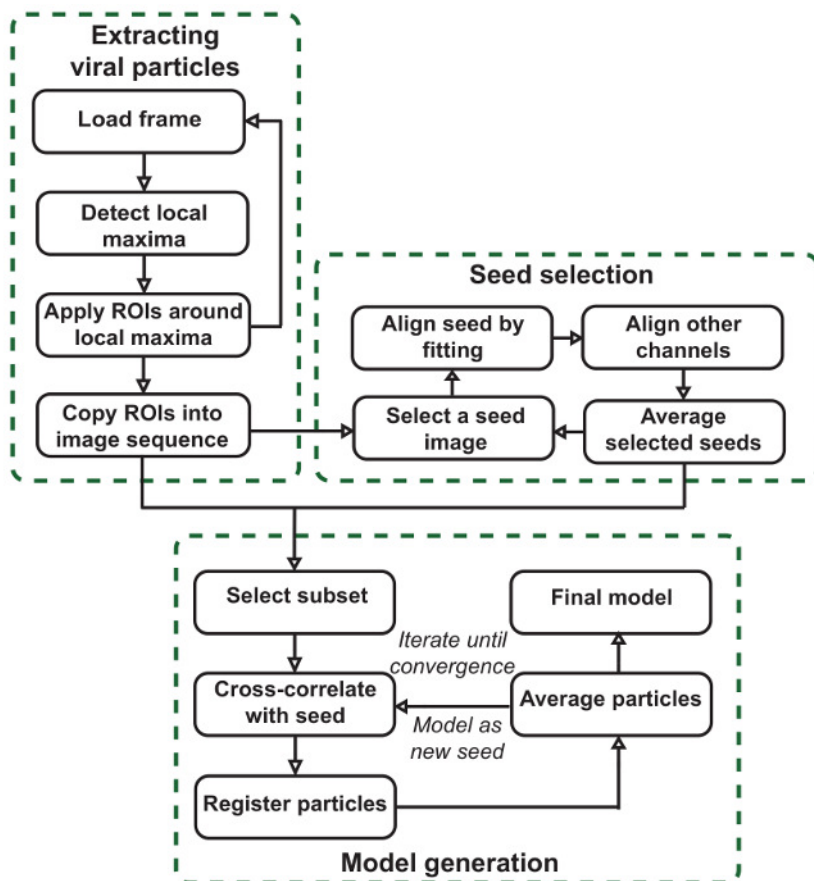 Extracting
viral particles
Load frame
Detect local
maxima
Apply ROIs around
local maxima
Copy ROIs into
image sequence
Seed selection
Align seed by
fitting
Align other
channels
Select a seed
image
Average
selected seeds
Select subset
Final model
Iterate until
convergence
Cross-correlate
with seed
Average particles
Model as
new seed
Register particles
Model generation